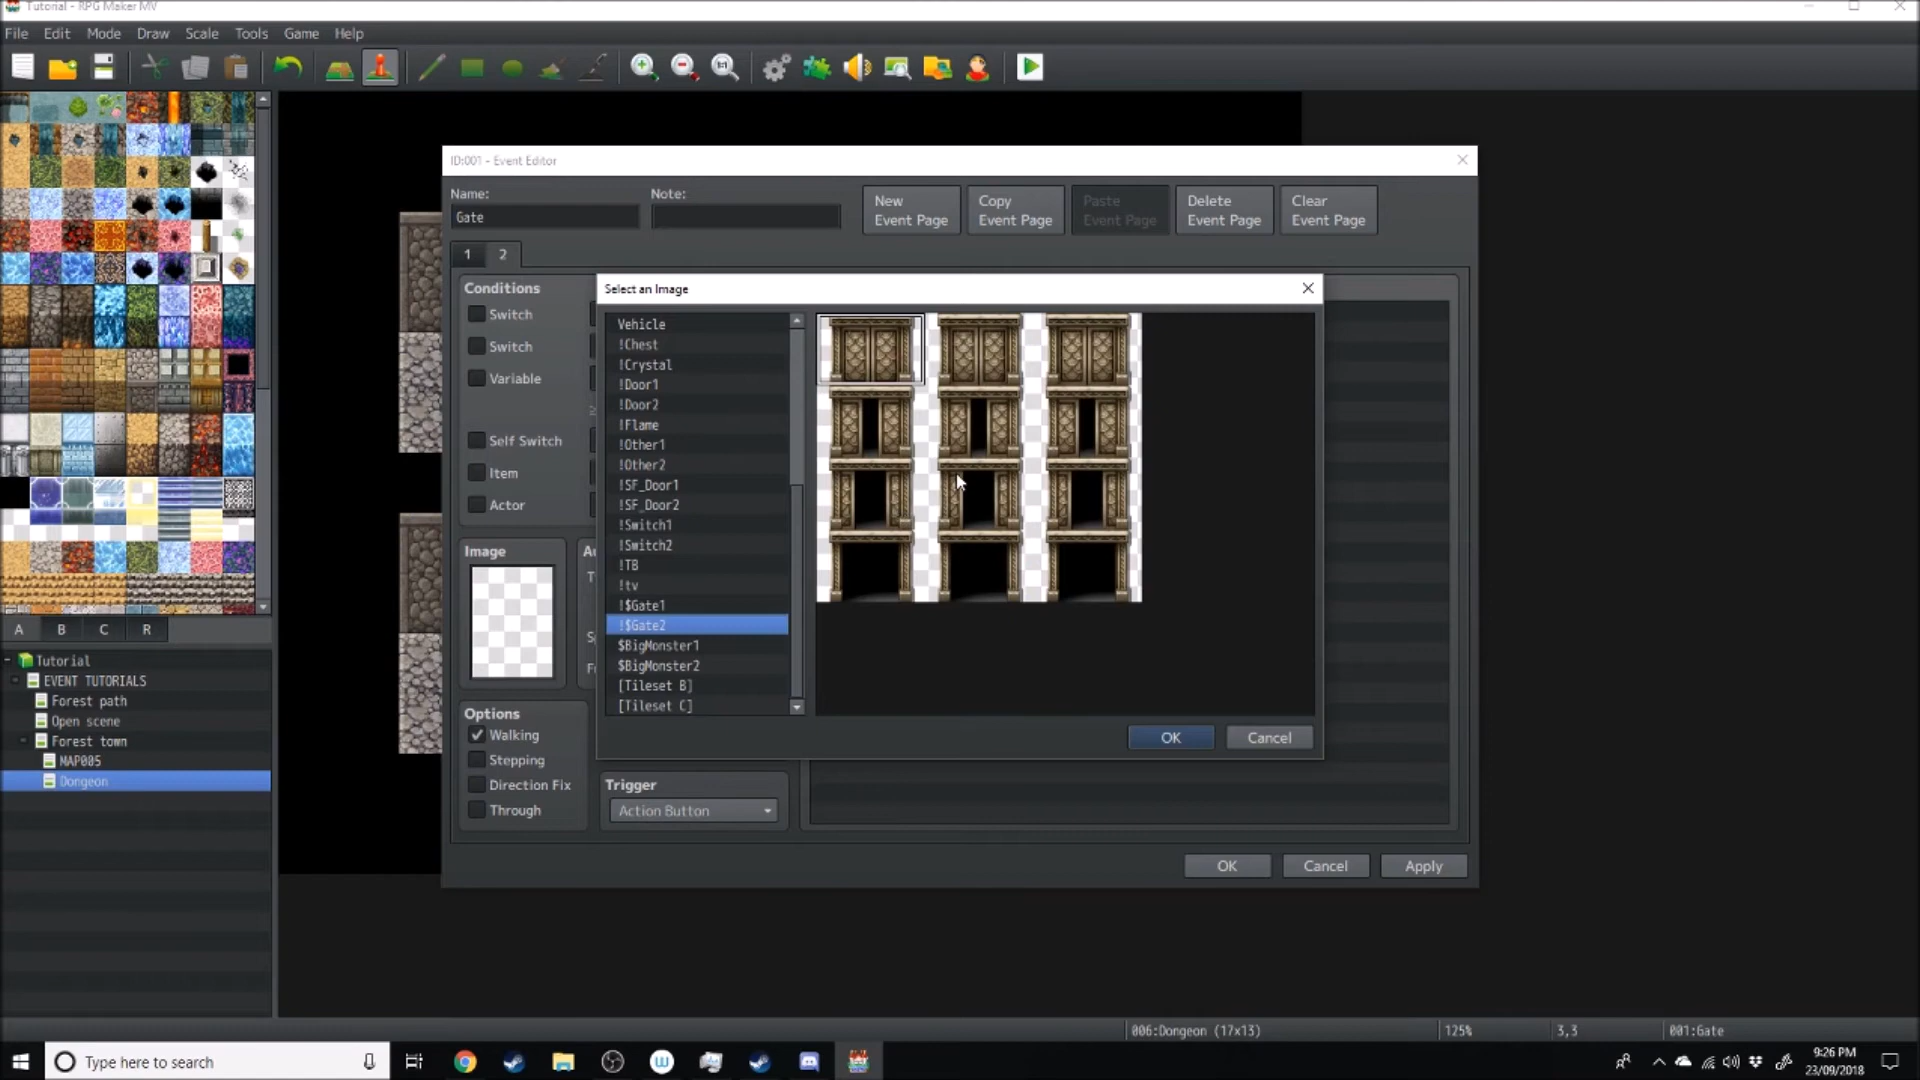 Tutorial - RPG Maker MV
File Edit Mode Draw Scale Tools Game Help
ID:001 - Event Editor
Name:
Note:
Gate
New Event Page
Copy Event Page
Paste Event Page
Delete Event Page
Clear Event Page
1 2
Conditions
Switch
Switch
Variable
Self Switch
Item
Actor
Image
Options
Walking
Stepping
Direction Fix
Through
Select an Image
Vehicle
!Chest
!Crystal
!Door1
!Door2
!Flame
!Other1
!Other2
!SF_Door1
!SF_Door2
!Switch1
!Switch2
!TB
!tv
!$Gate1
!$Gate2
$BigMonster1
$BigMonster2
[Tileset B]
[Tileset C]
OK Cancel
Trigger
Action Button
OK Cancel Apply
A B C R
Tutorial
EVENT TUTORIALS
Forest path
Open scene
Forest town
MAP005
Dongeon
006:Dongeon (17x13) 125% 3,3 001:Gate
Type here to search
9:26 PM
23/09/2018